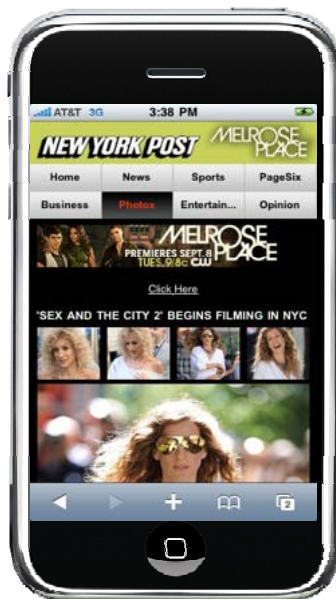 AT&T 3G 3:38 PM
NEW YORK POST MELROSE PLACE
Home News Sports PageSix
Business Photos Entertain... Opinion
MELROSE PLACE
PREMIERES SEPT. 8
TUES. 9/8c CW
Click Here
'SEX AND THE CITY 2' BEGINS FILMING IN NYC
2